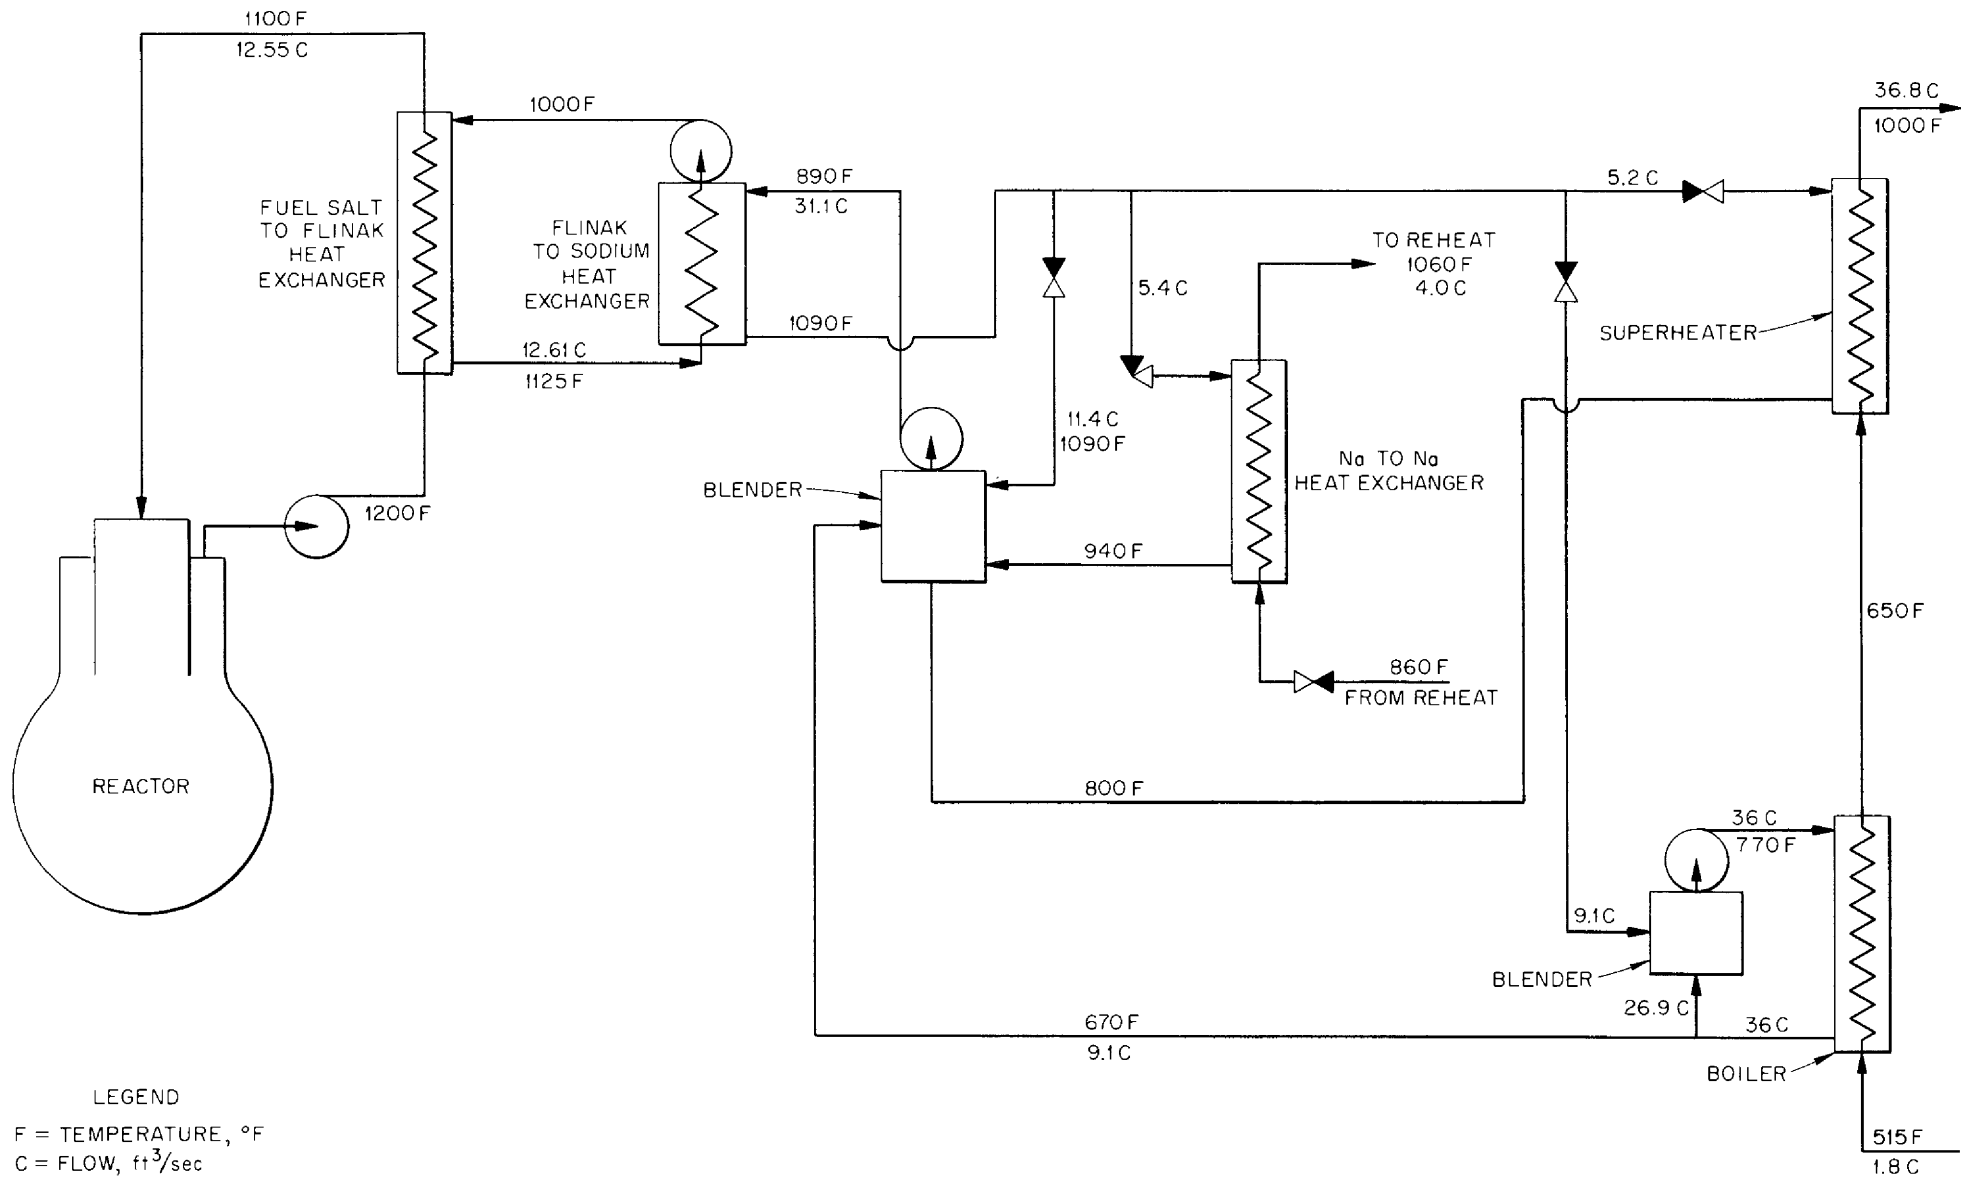 1100 F
12.55 C
36.8 C
1000 F
1000 F
890 F
31.1 C
5.2 C
FUEL SALT
TO FLINAK
HEAT
EXCHANGER
FLINAK
TO SODIUM
HEAT
EXCHANGER
TO REHEAT
1060 F
4.0 C
5.4 C
1090 F
SUPERHEATER
12.61 C
1125 F
11.4 C
1090 F
Na TO Na
HEAT EXCHANGER
BLENDER
1200 F
940 F
650 F
860 F
FROM REHEAT
REACTOR
800 F
36 C
770 F
9.1 C
BLENDER
26.9 C
670 F
9.1 C
36 C
BOILER
LEGEND
F = TEMPERATURE, °F
C = FLOW, ft³/sec
515 F
1.8 C